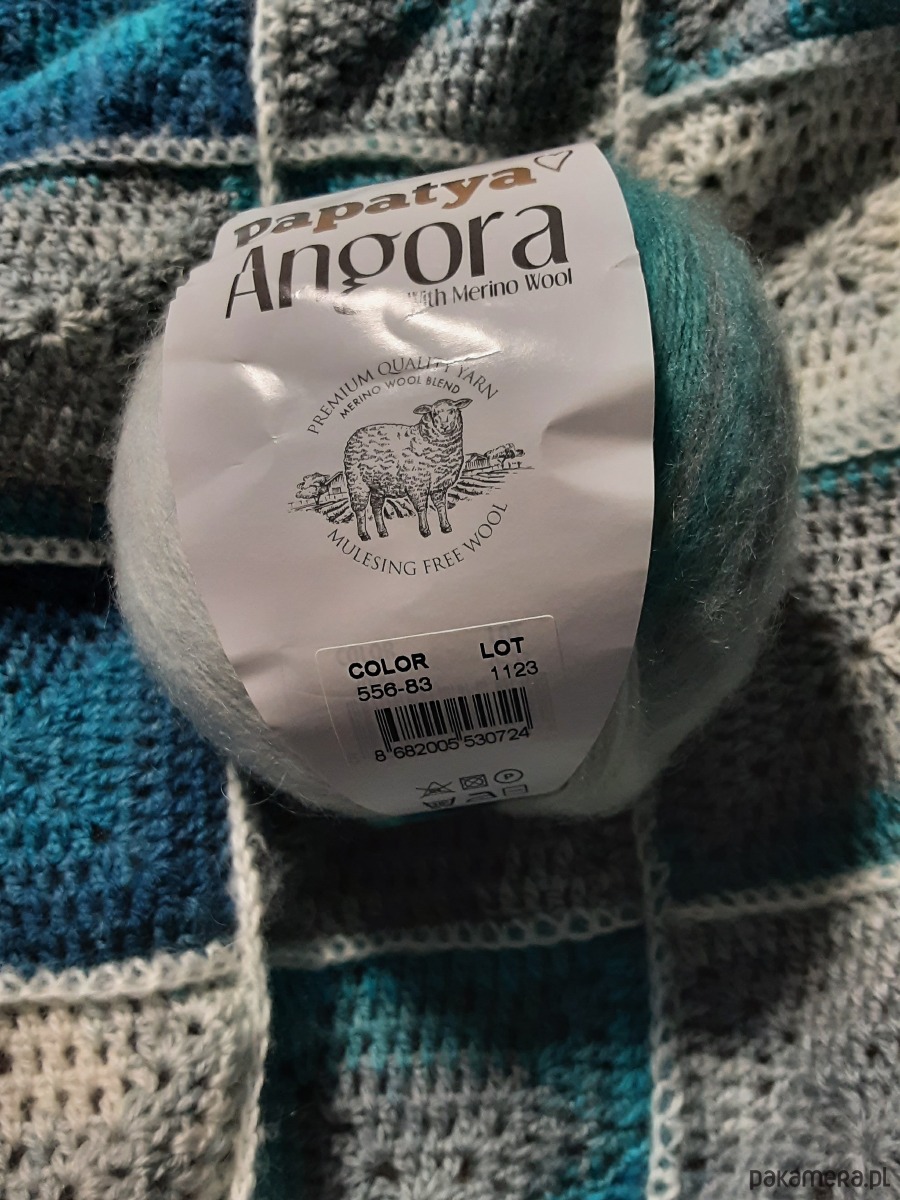 Papatya
Angora
With Merino Wool
PREMIUM QUALITY YARN
MERINO WOOL BLEND
MULESING FREE WOOL
COLOR LOT
556-83 1123
8 682005 530724
P
pakamera.pl